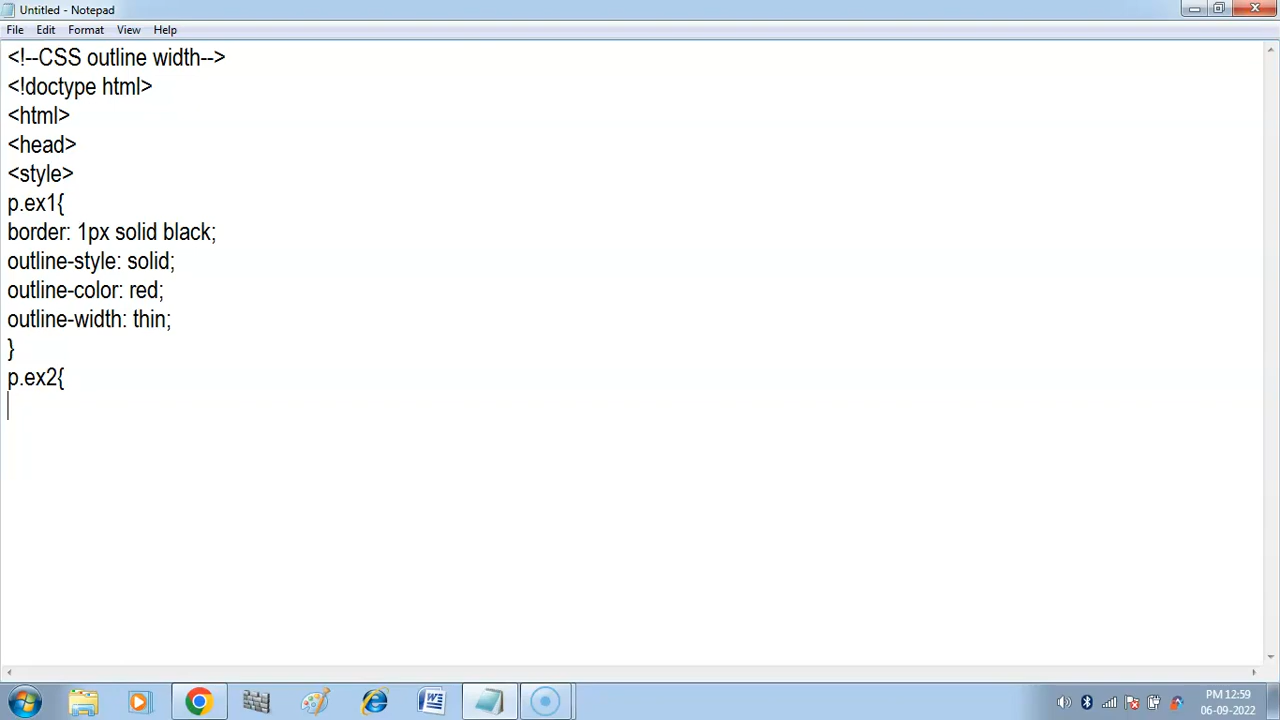 Untitled - Notepad
File Edit Format View Help
<!--CSS outline width-->
<!doctype html>
<html>
<head>
<style>
p.ex1{
border: 1px solid black;
outline-style: solid;
outline-color: red;
outline-width: thin;
}
p.ex2{
PM 12:59
06-09-2022